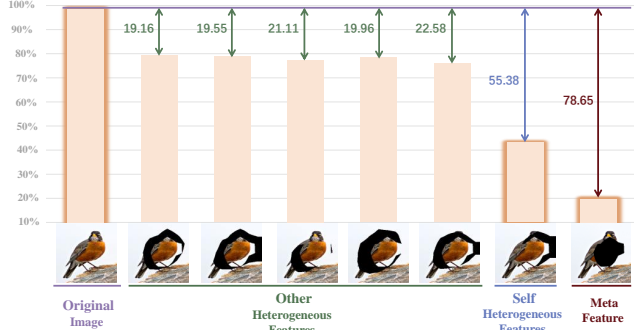 100%
90%
80%
70%
60%
50%
40%
30%
20%
10%
19.16
19.55
21.11
19.96
22.58
55.38
78.65
Original
Image
Other
Heterogeneous
Features
Self
Heterogeneous
Features
Meta
Feature